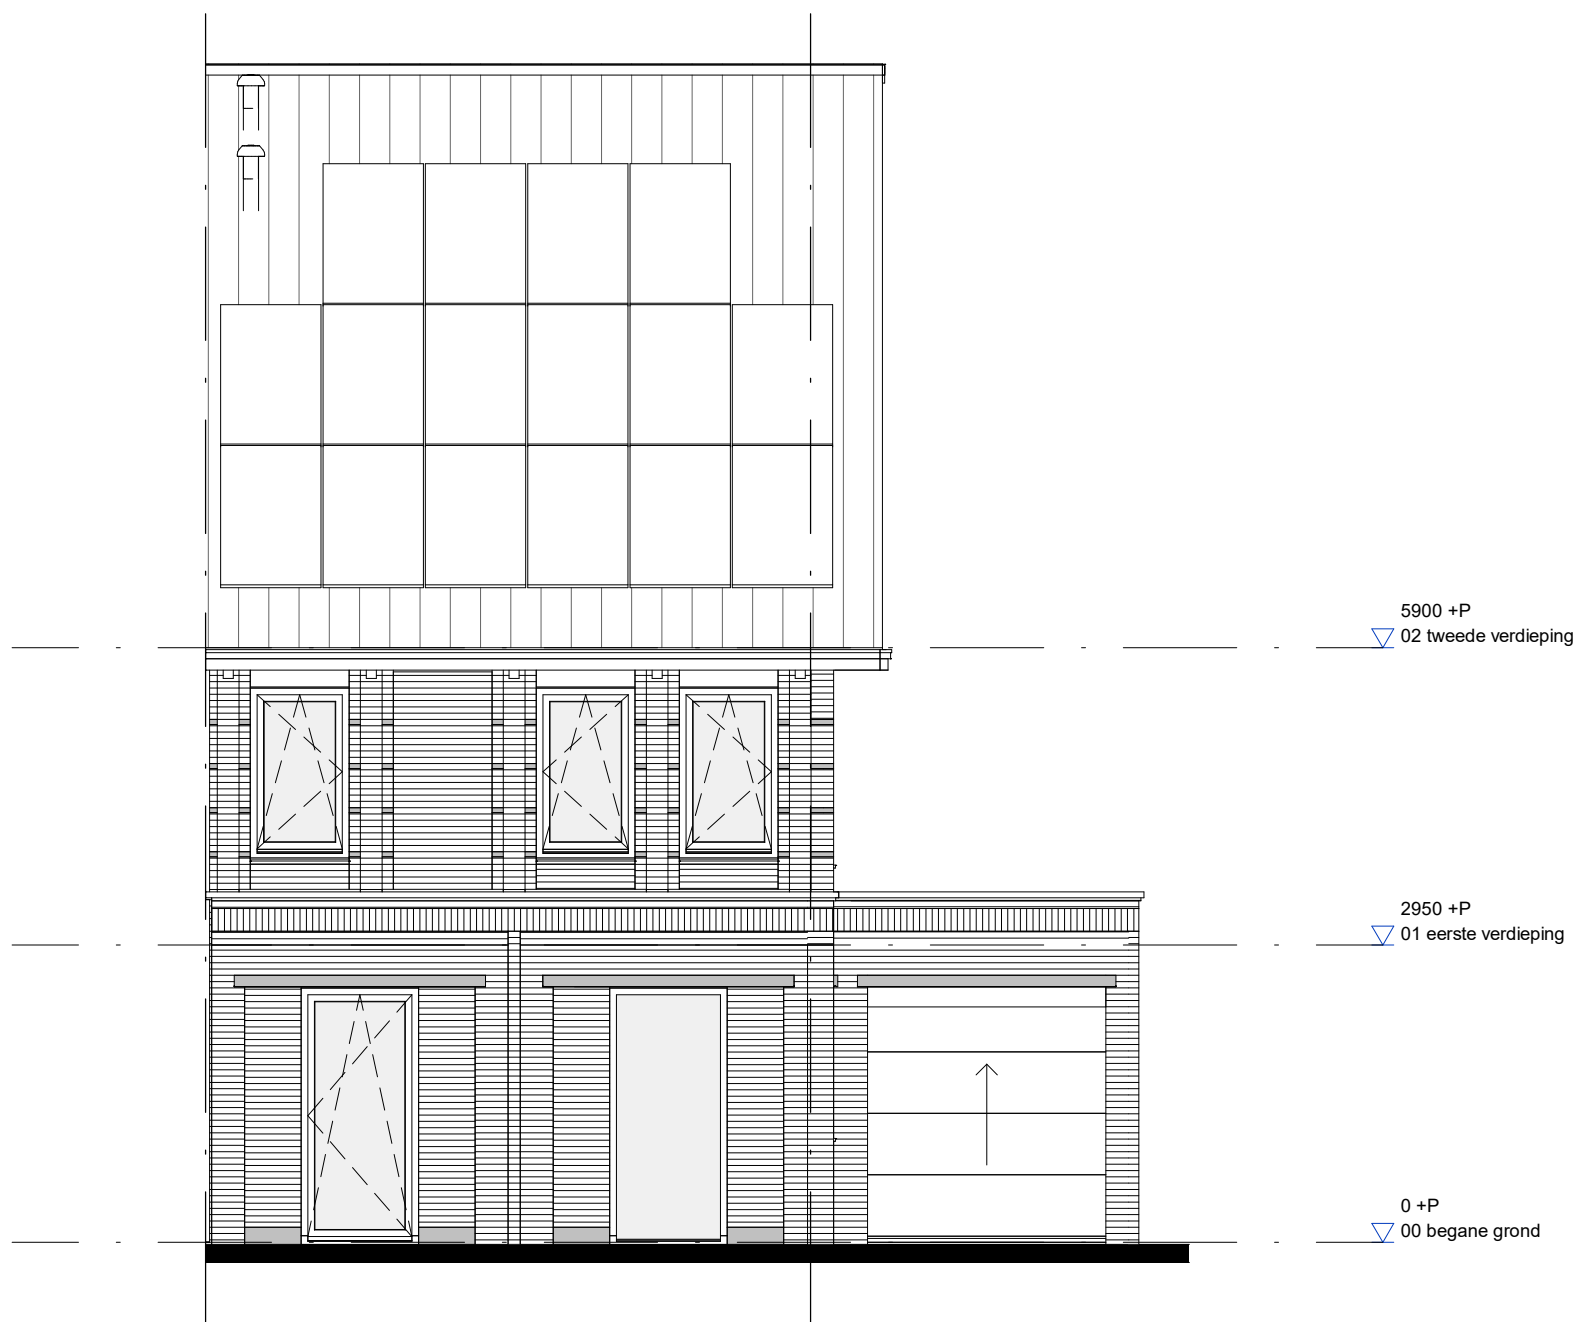 5900 +P
02 tweede verdieping
2950 +P
01 eerste verdieping
0 +P
00 begane grond